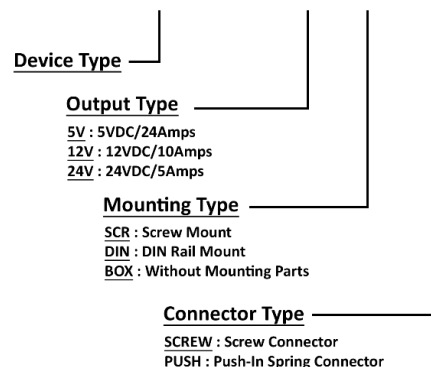 Device Type
Output Type
5V : 5VDC/24Amps
12V : 12VDC/10Amps
24V : 24VDC/5Amps
Mounting Type
SCR : Screw Mount
DIN : DIN Rail Mount
BOX : Without Mounting Parts
Connector Type
SCREW : Screw Connector
PUSH : Push-In Spring Connector